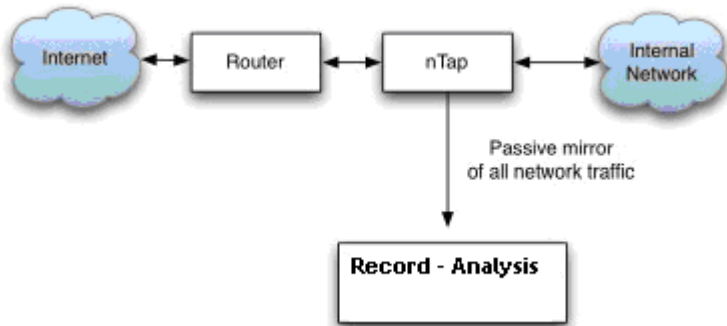 Internet
Router
nTap
Internal
Network
Passive mirror
of all network traffic
Record - Analysis